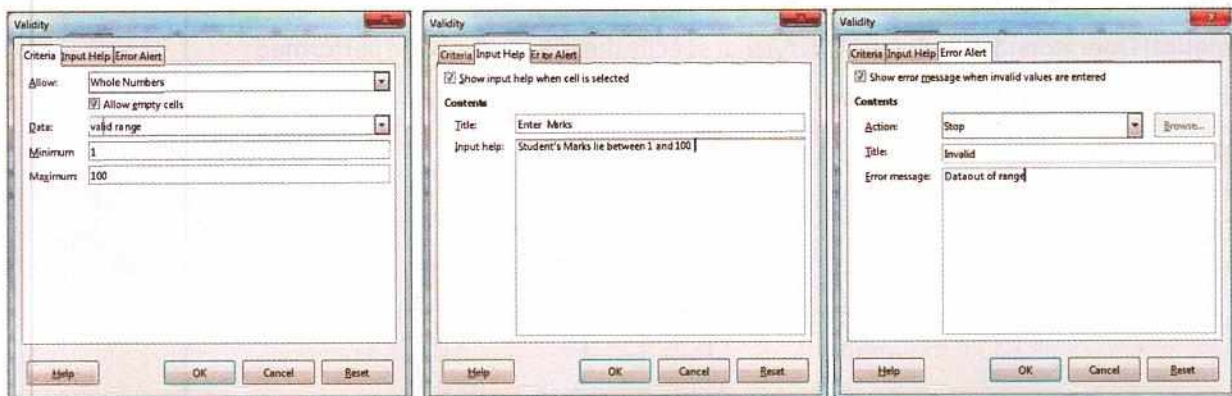 Validity
Criteria Input Help Error Alert
Allow: Whole Numbers
Allow empty cells
Data: valid range
Minimum 1
Maximum: 100
Help OK Cancel Reset
Validity
Criteria Input Help Error Alert
Show input help when cell is selected
Contents
Title: Enter Marks
Input help: Student's Marks lie between 1 and 100
Help OK Cancel Reset
Validity
Criteria Input Help Error Alert
Show error message when invalid values are entered
Contents
Action: Stop Browse...
Title: Invalid
Error message: Dataout of range
Help OK Cancel Reset